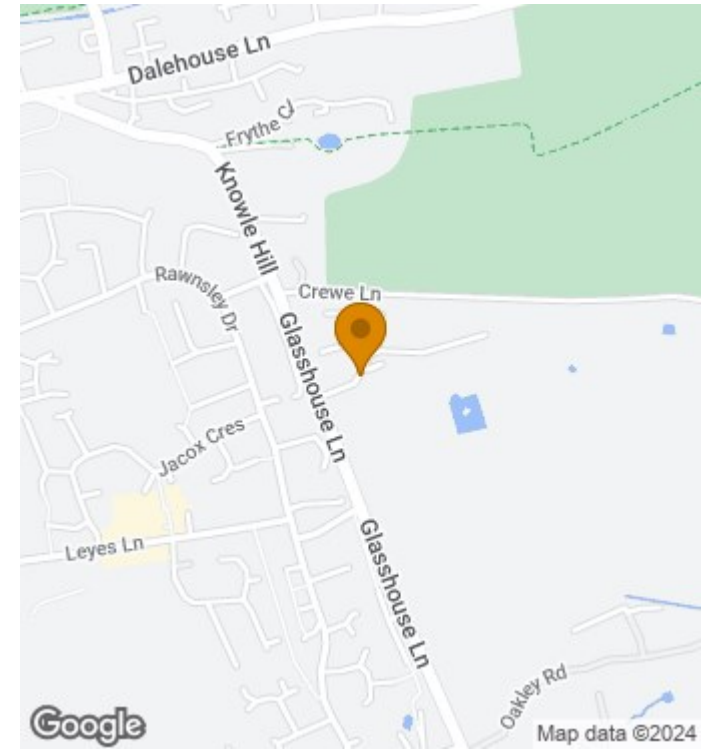 Dalehouse Ln
Frythe Cl
Knowle Hill
Rawnsley Dr
Crewe Ln
Glasshouse Ln
Jacox Cres
Leyes Ln
Glasshouse Ln
Oakley Rd
Google
Map data ©2024